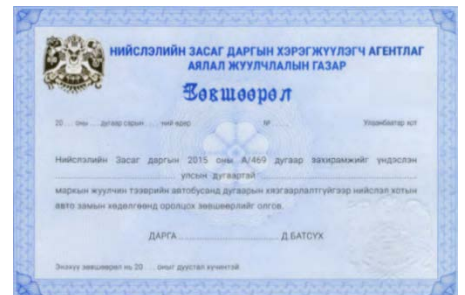 НИЙСЛЭЛИЙН ЗАСАГ ДАРГЫН ХЭРЭГЖҮҮЛЭГЧ АГЕНТЛАГ
АЯЛАЛ ЖУУЛЧЛАЛЫН ГАЗАР
Зөвшөөрөл
20.... оны .... дугаар сарын .... ний өдөр № ..... Улаанбаатар хот
Нийслэлийн Засаг даргын 2015 оны А/469 дугаар захирамжийг үндэслэн
улсын дугаартай
маркын жуулчин тээврийн автобусанд дугаарын хязгаарлалтгүйгээр нийслэл хотын
авто замын хөдөлгөөнд оролцох зөвшөөрлийг олгов.
ДАРГА .............................. Д.БАТСҮХ
Энэхүү зөвшөөрөл нь 20 .... оныг дуустал хүчинтэй.